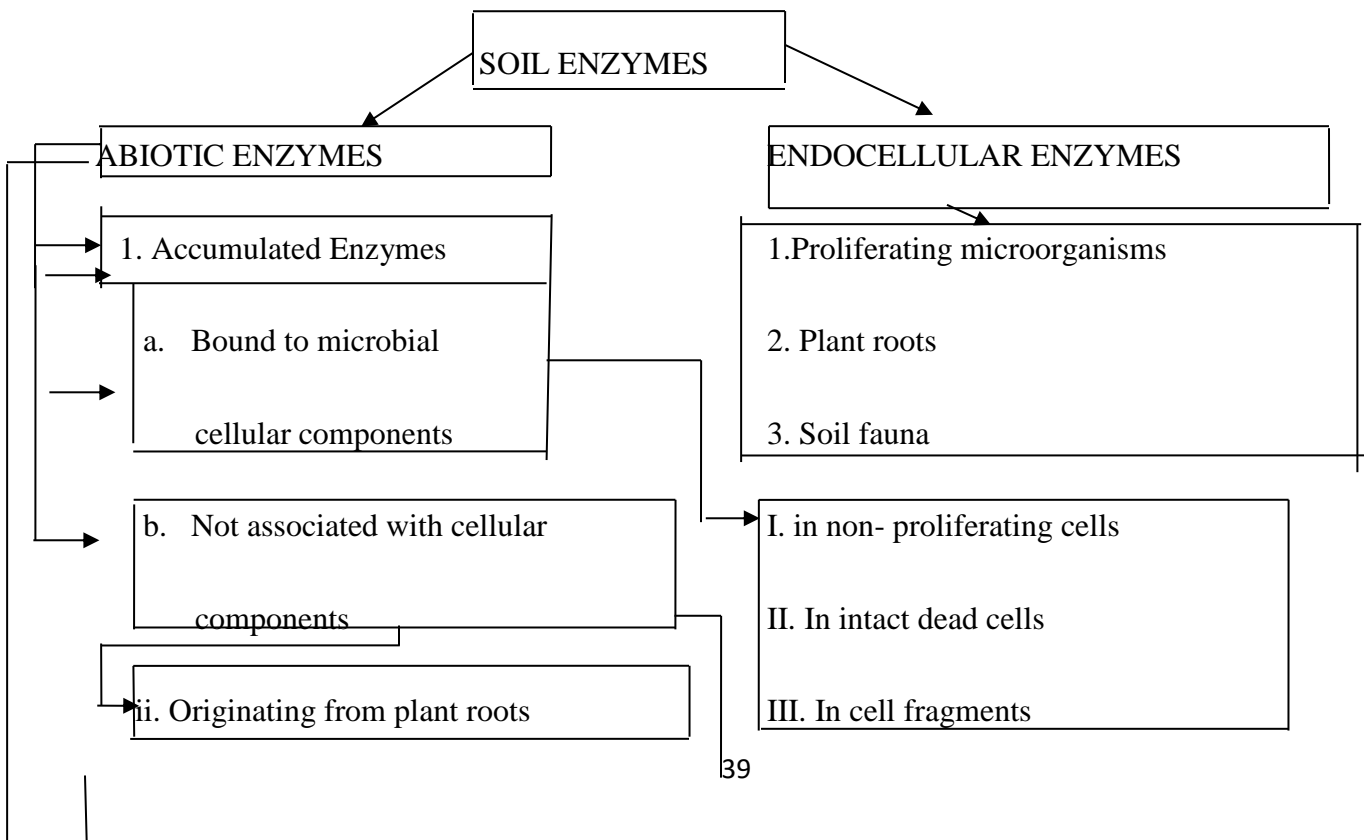 SOIL ENZYMES
ABIOTIC ENZYMES
ENDOCELLULAR ENZYMES
1. Accumulated Enzymes
a. Bound to microbial
cellular components
1.Proliferating microorganisms
2. Plant roots
3. Soil fauna
b. Not associated with cellular
components
I. in non- proliferating cells
II. In intact dead cells
III. In cell fragments
ii. Originating from plant roots
39